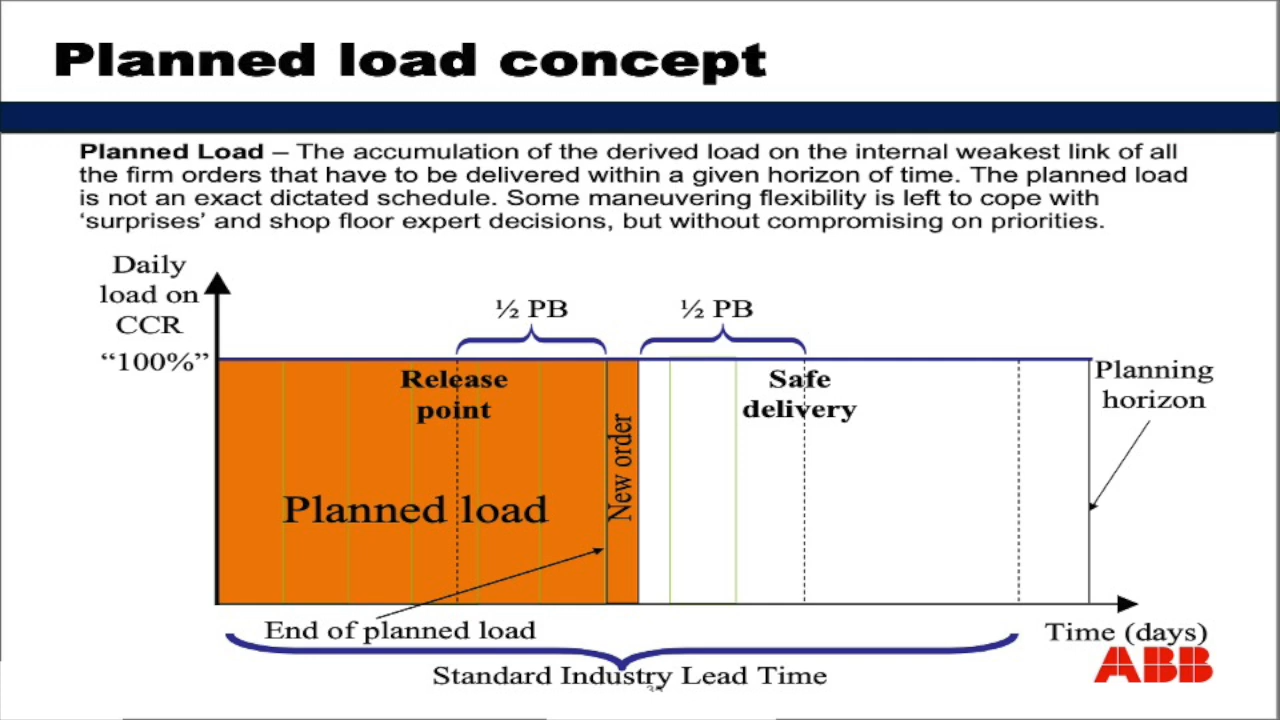 Planned load concept
Planned Load – The accumulation of the derived load on the internal weakest link of all
the firm orders that have to be delivered within a given horizon of time. The planned load
is not an exact dictated schedule. Some maneuvering flexibility is left to cope with
‘surprises’ and shop floor expert decisions, but without compromising on priorities.
Daily
load on
CCR
“100%”
½ PB
½ PB
Release
point
Safe
delivery
Planning
horizon
New order
Planned load
End of planned load
Time (days)
Standard Industry Lead Time
ABB